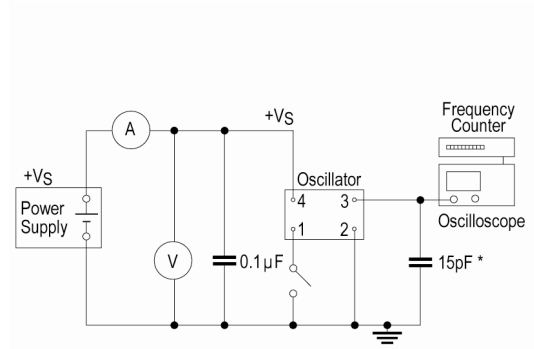 Frequency
Counter
+VS
A
+VS
Oscillator
Power
Supply
4
3
Oscilloscope
1
2
V
0.1µF
15pF *